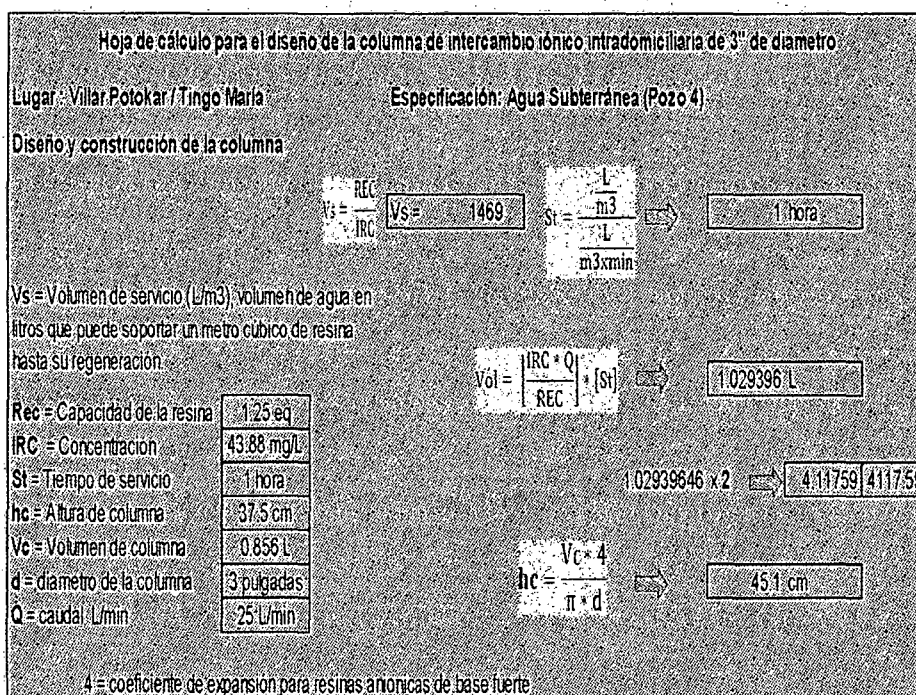 Hoja de cálculo para el diseño de la columna de intercambio iónico intradomiciliaria de 3" de diametro
Lugar : Villar Potokar / Tingo María Especificación: Agua Subterránea (Pozo 4)
Diseño y construcción de la columna
Vs = REC / IRC Vs = 1469 St = L/m3 / L/m3xmin 1 hora
Vs = Volumen de servicio (L/m3), volumen de agua en
litros que puede soportar un metro cúbico de resina
hasta su regeneración.
Vol = [IRC * Q / REC] * [St] 1.029396 L
Rec = Capacidad de la resina 1.25 eq
IRC = Concentracion 43.88 mg/L
St = Tiempo de servicio 1 hora
1.02939646 x 2 4.11759 4117.59
hc = Altura de columna 37.5 cm
Vc = Volumen de columna 0.856 L
d = diametro de la columna 3 pulgadas
hc = Vc * 4 / π * d 45.1 cm
Q = caudal L/min 25 L/min
4 = coeficiente de expansión para resinas anionicas de base fuerte